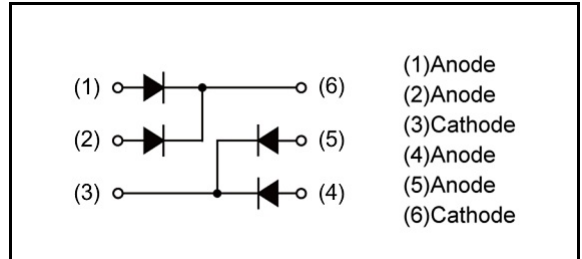 (1) (6)
(2) (5)
(3) (4)
(1)Anode
(2)Anode
(3)Cathode
(4)Anode
(5)Anode
(6)Cathode